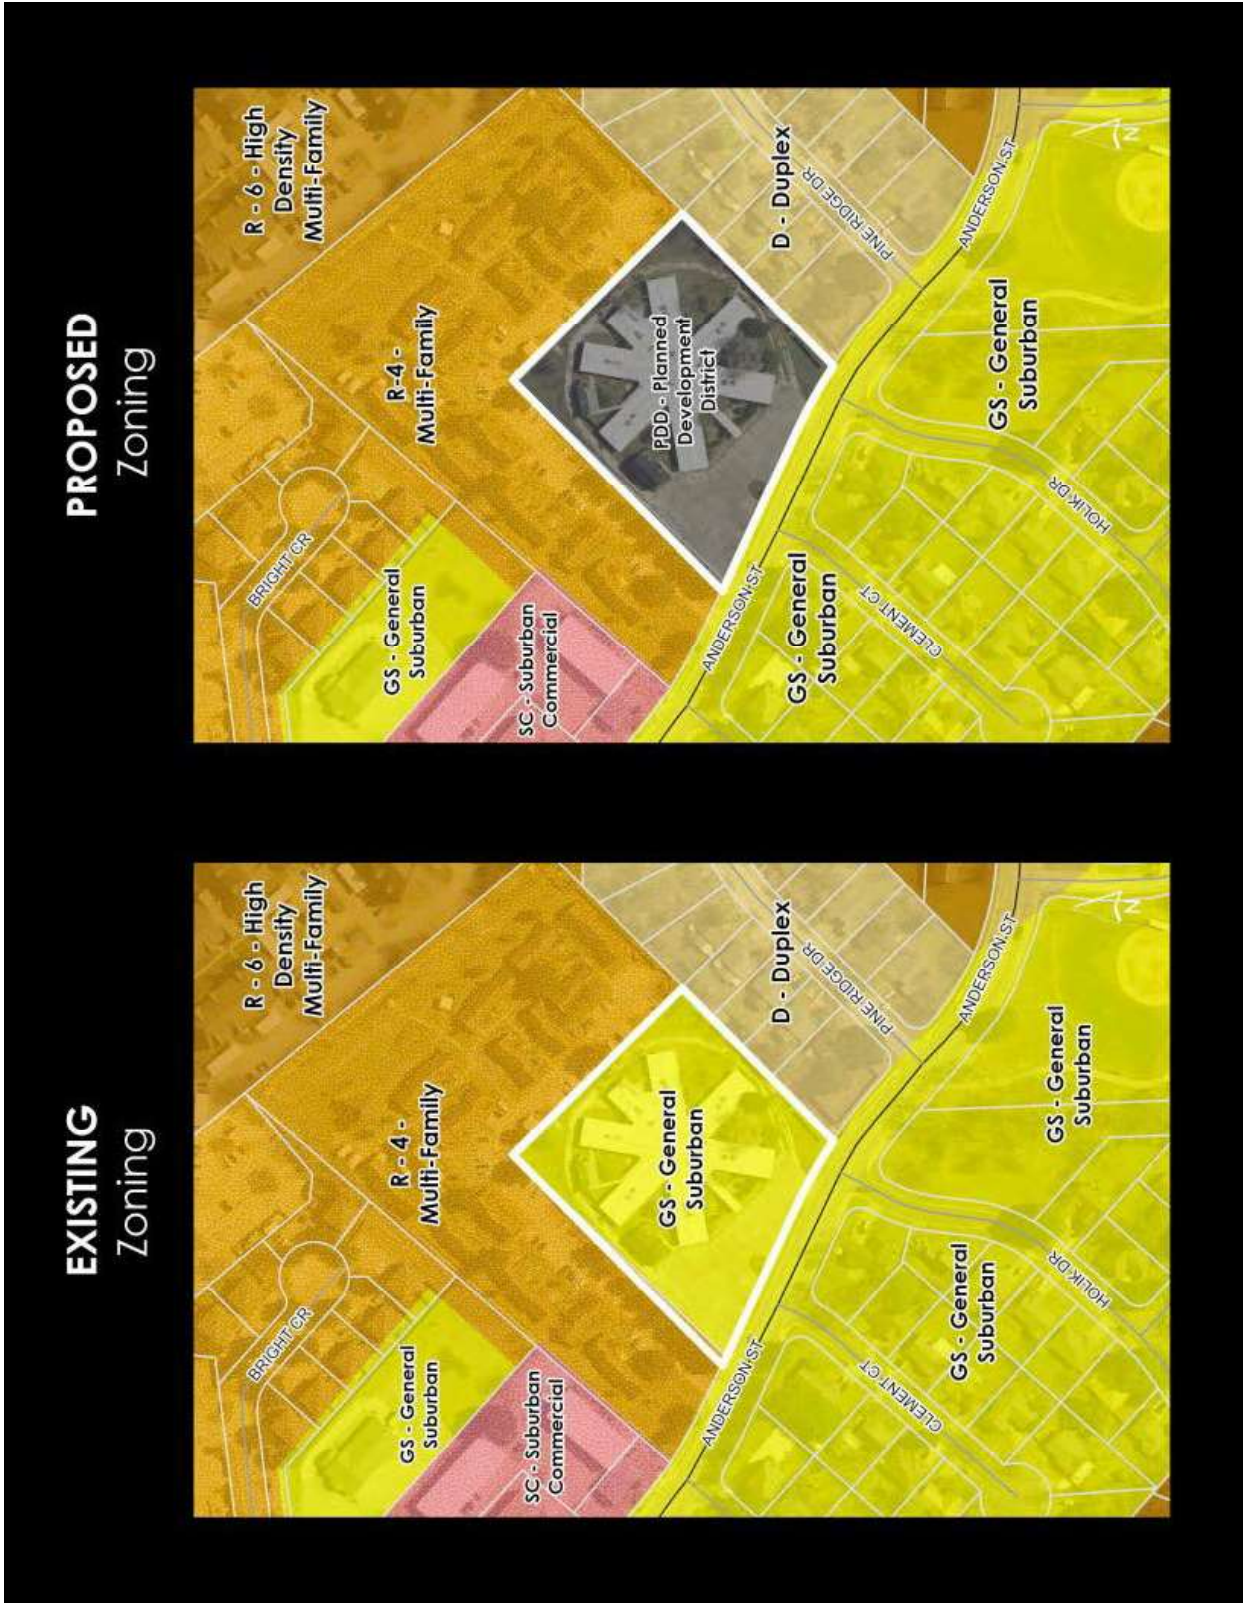 EXISTING
Zoning
R - 6 - High
Density
Multi-Family
BRIGHT CR
R - 4 -
Multi-Family
GS - General
Suburban
SC - Suburban
Commercial
GS - General
Suburban
D - Duplex
PINE RIDGE DR
ANDERSON ST
ANDERSON ST
CLEMENT CT
GS - General
Suburban
HOLIK DR
GS - General
Suburban
N
PROPOSED
Zoning
R - 6 - High
Density
Multi-Family
BRIGHT CR
R-4 -
Multi-Family
GS - General
Suburban
SC - Suburban
Commercial
PDD - Planned
Development
District
D - Duplex
PINE RIDGE DR
ANDERSON ST
ANDERSON ST
GS - General
Suburban
CLEMENT CT
HOLIK DR
GS - General
Suburban
N